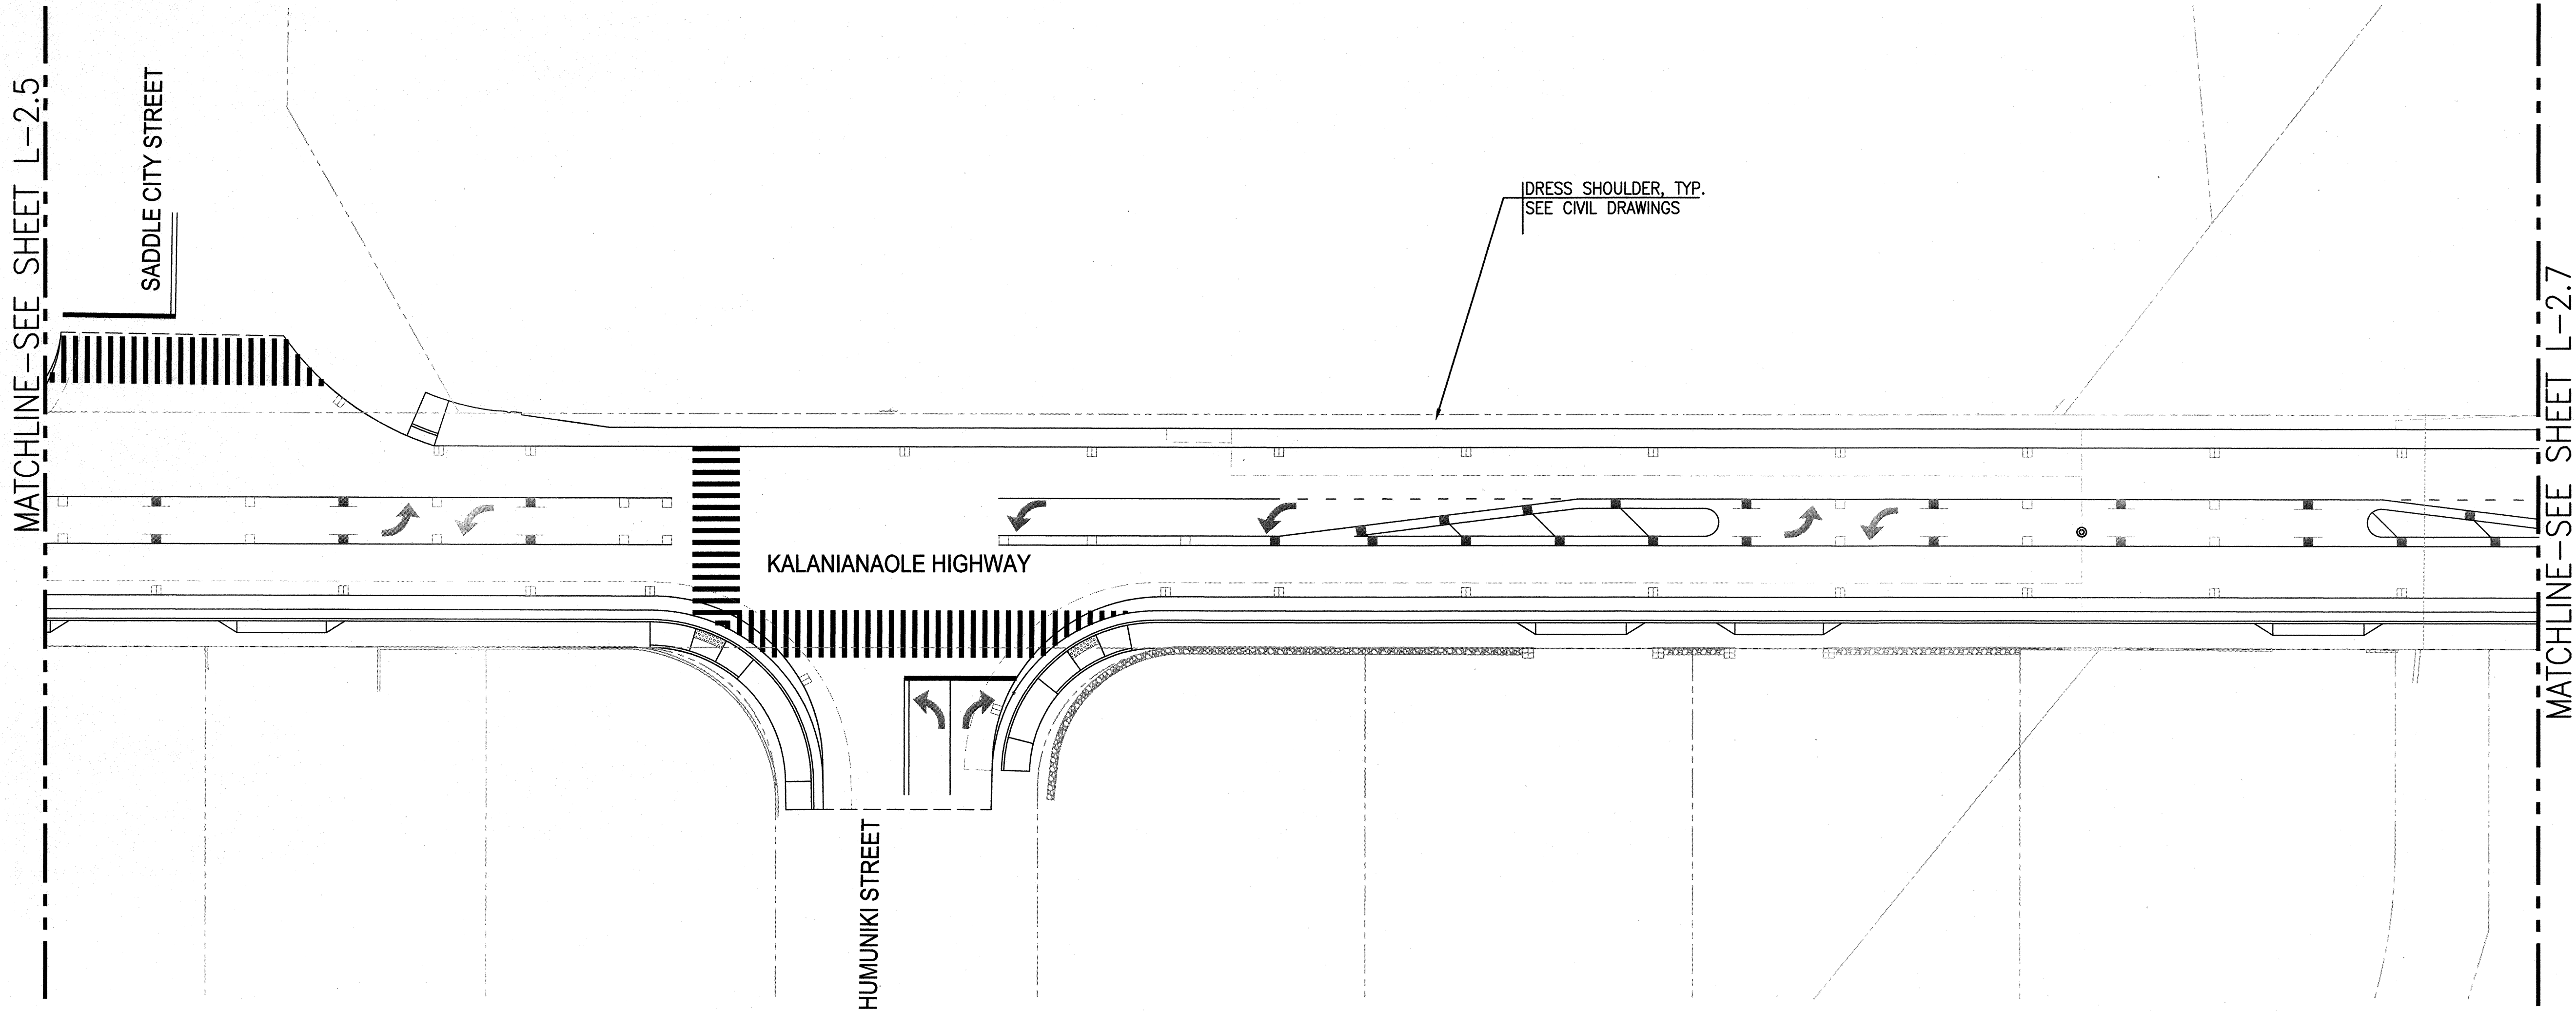 MATCHLINE-SEE SHEET L-2.5
SADDLE CITY STREET
DRESS SHOULDER, TYP.
SEE CIVIL DRAWINGS
KALANIANAOLE HIGHWAY
HUMUNIKI STREET
MATCHLINE-SEE SHEET L-2.7